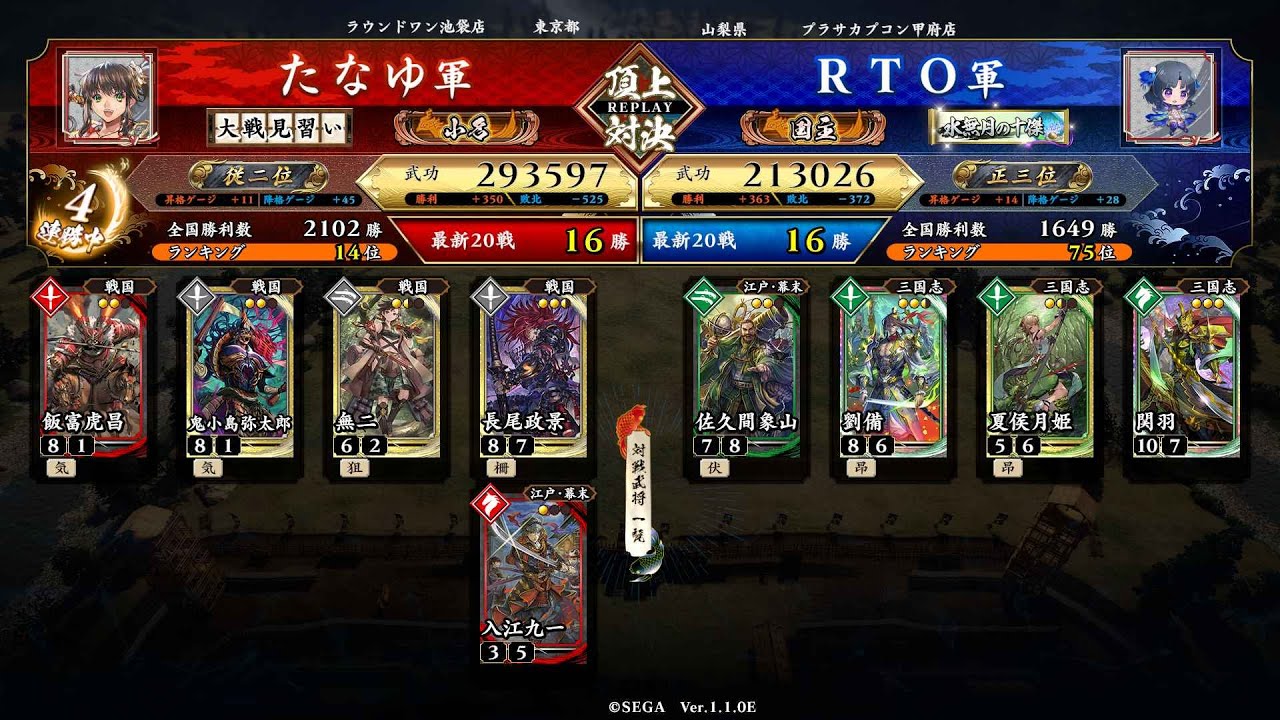 ラウンドワン池袋店 東京都
山梨県 プラサカプコン甲府店
たなゆ軍
頂上
REPLAY
対決
RTO軍
大戦見習い
小名
国主
水無月の十傑
従二位
武功 293597
武功 213026
正三位
昇格ゲージ +11 降格ゲージ +45
勝利 +350 敗北 -525
勝利 +363 敗北 -372
昇格ゲージ +14 降格ゲージ +28
4
連勝中
全国勝利数 2102勝
ランキング 14位
最新20戦 16勝
最新20戦 16勝
全国勝利数 1649勝
ランキング 75位
戦国
飯富虎昌
8 1
気
戦国
鬼小島弥太郎
8 1
気
戦国
無二
6 2
狙
戦国
長尾政景
8 7
柵
江戸・幕末
佐久間象山
7 8
伏
三国志
劉備
8 6
昂
三国志
夏侯月姫
5 6
昂
三国志
関羽
10 7
対戦武将一覧
江戸・幕末
入江九一
3 5
©SEGA Ver.1.1.0E